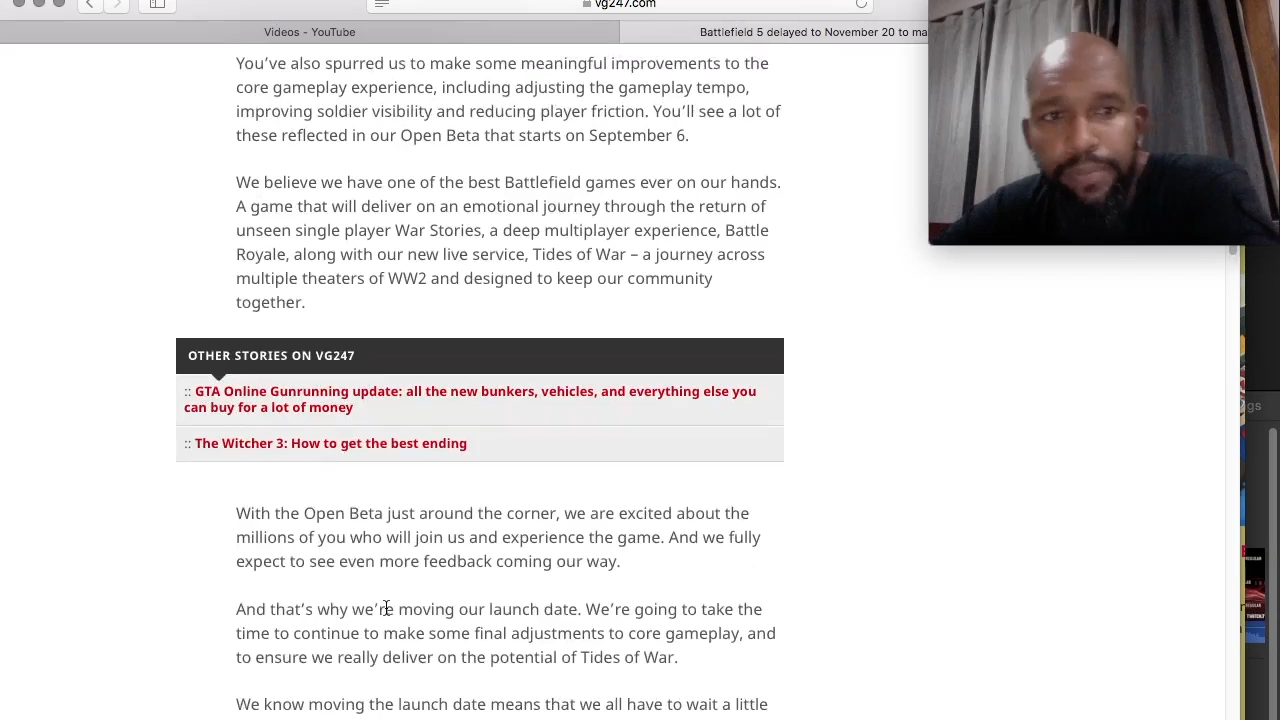 vg247.com
Videos - YouTube
Battlefield 5 delayed to November 20 to ma
You’ve also spurred us to make some meaningful improvements to the
core gameplay experience, including adjusting the gameplay tempo,
improving soldier visibility and reducing player friction. You’ll see a lot of
these reflected in our Open Beta that starts on September 6.
We believe we have one of the best Battlefield games ever on our hands.
A game that will deliver on an emotional journey through the return of
unseen single player War Stories, a deep multiplayer experience, Battle
Royale, along with our new live service, Tides of War – a journey across
multiple theaters of WW2 and designed to keep our community
together.
OTHER STORIES ON VG247
:: GTA Online Gunrunning update: all the new bunkers, vehicles, and everything else you
can buy for a lot of money
:: The Witcher 3: How to get the best ending
With the Open Beta just around the corner, we are excited about the
millions of you who will join us and experience the game. And we fully
expect to see even more feedback coming our way.
And that’s why we’re moving our launch date. We’re going to take the
time to continue to make some final adjustments to core gameplay, and
to ensure we really deliver on the potential of Tides of War.
We know moving the launch date means that we all have to wait a little
gs